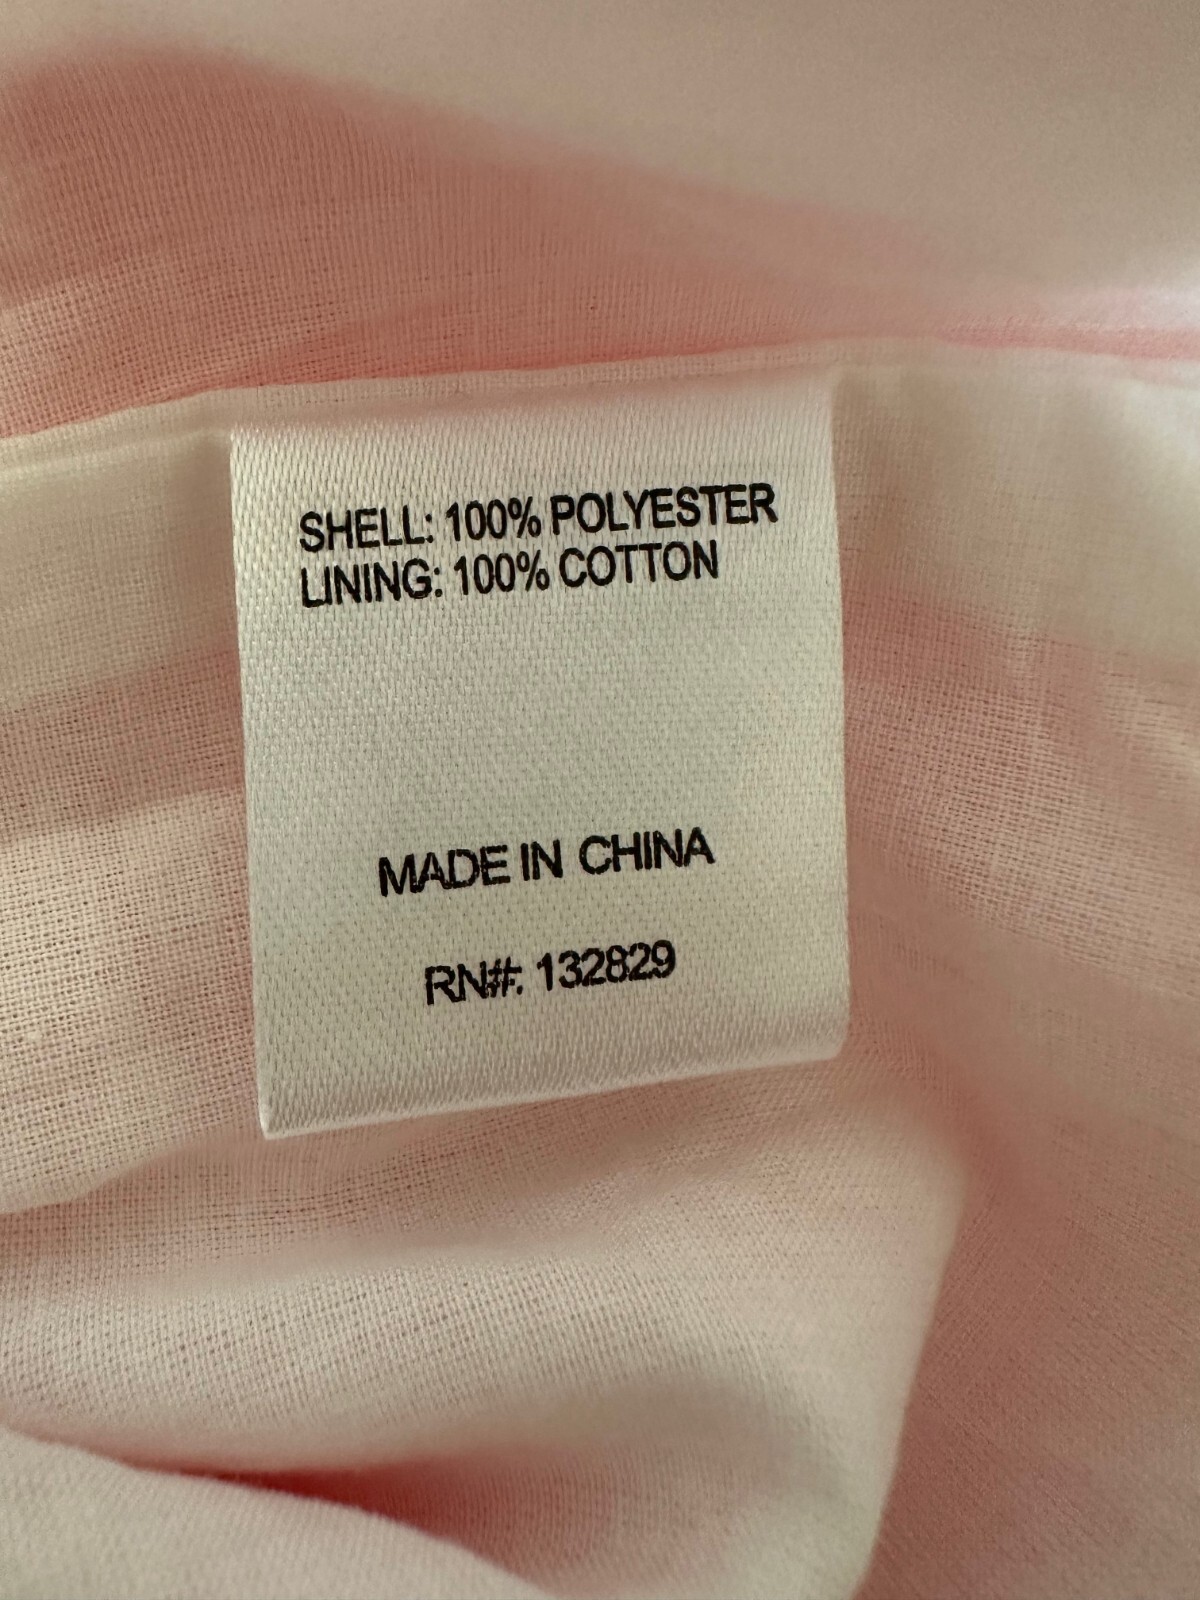 SHELL: 100% POLYESTER
LINING: 100% COTTON
MADE IN CHINA
RN#: 132829